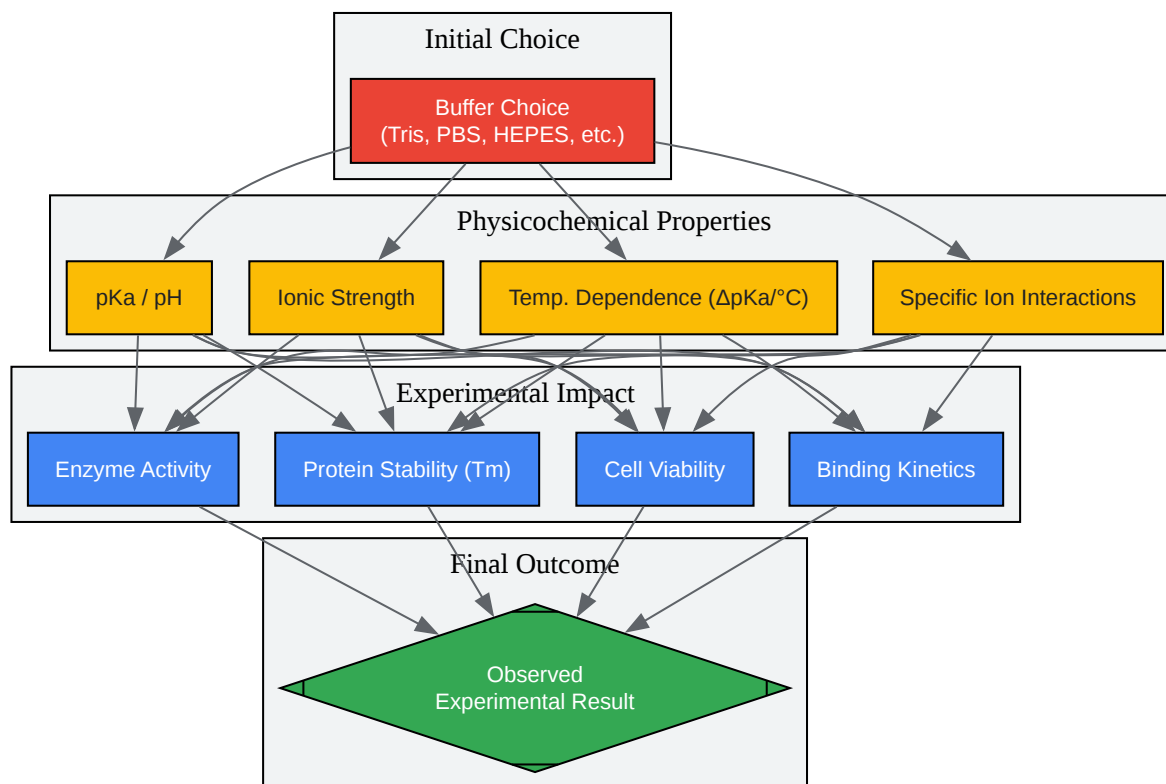 Initial Choice
Buffer Choice
(Tris, PBS, HEPES, etc.)
Physicochemical Properties
pKa / pH
Ionic Strength
Temp. Dependence (ΔpKa/°C)
Specific Ion Interactions
Experimental Impact
Enzyme Activity
Protein Stability (Tm)
Cell Viability
Binding Kinetics
Final Outcome
Observed
Experimental Result